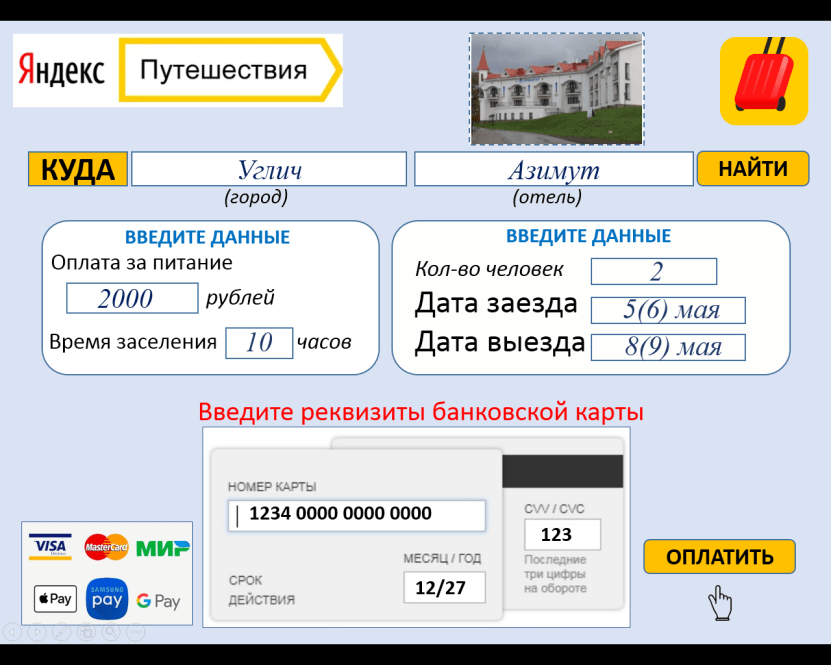 Яндекс Путешествия
КУДА Углич Азимут НАЙТИ
(город) (отель)
ВВЕДИТЕ ДАННЫЕ
Оплата за питание
2000 рублей
Время заселения 10 часов
ВВЕДИТЕ ДАННЫЕ
Кол-во человек 2
Дата заезда 5(6) мая
Дата выезда 8(9) мая
Введите реквизиты банковской карты
НОМЕР КАРТЫ
1234 0000 0000 0000
МЕСЯЦ / ГОД
СРОК
ДЕЙСТВИЯ
12/27
CVV / CVC
123
Последние
три цифры
на обороте
VISA MasterCard МИР
Pay SAMSUNG pay G Pay
ОПЛАТИТЬ